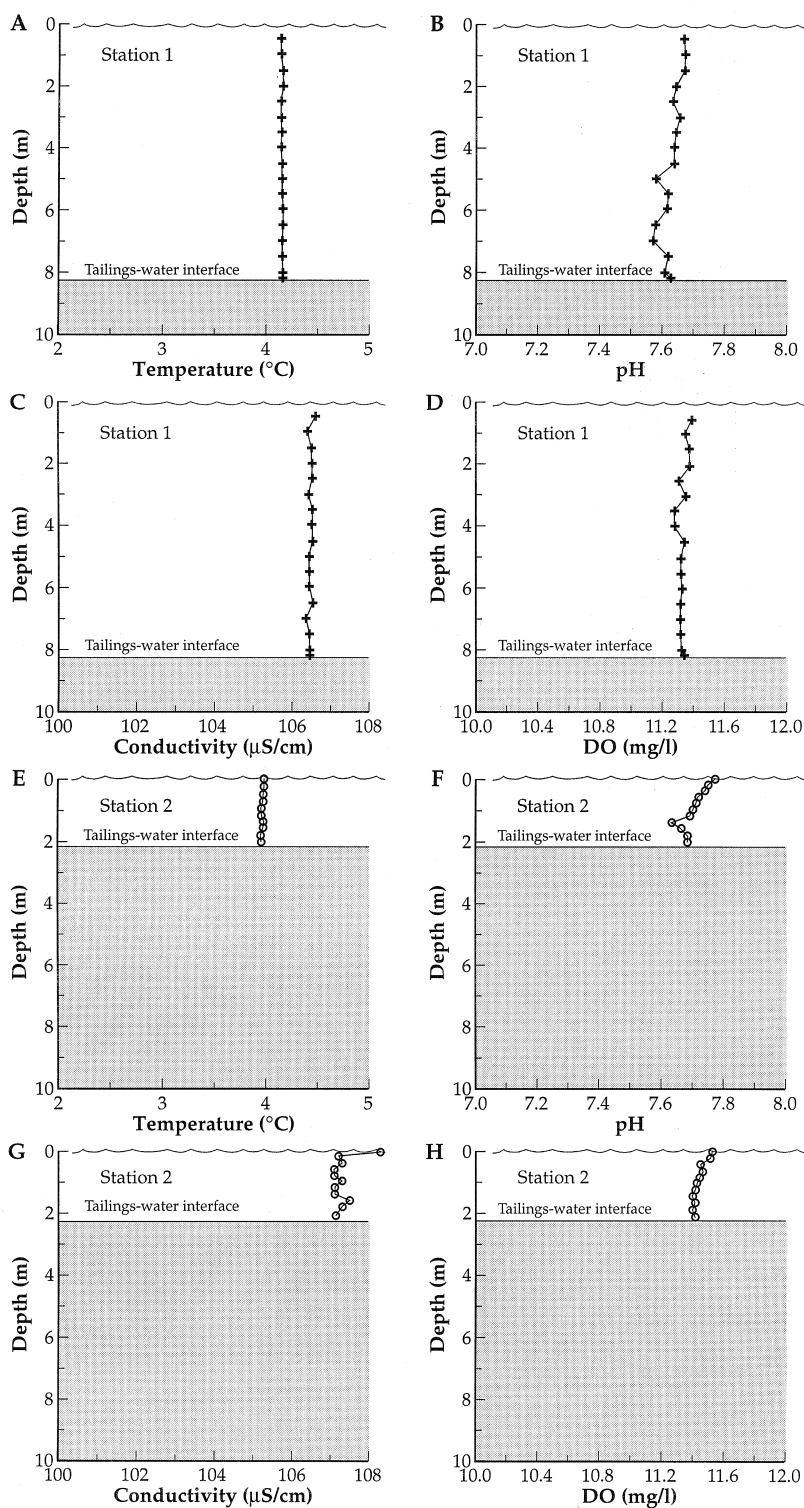 A
Station 1
Tailings-water interface
Depth (m)
0
2
4
6
8
10
2 3 4 5
Temperature (°C)
B
Station 1
Depth (m)
0
2
4
6
8
10
7.0 7.2 7.4 7.6 7.8 8.0
pH
C
Station 1
Tailings-water interface
Depth (m)
0
2
4
6
8
10
100 102 104 106 108
Conductivity (µS/cm)
D
Station 1
Tailings-water interface
Depth (m)
0
2
4
6
8
10
10.0 10.4 10.8 11.2 11.6 12.0
DO (mg/l)
E
Station 2
Tailings-water interface
Depth (m)
0
2
4
6
8
10
2 3 4 5
Temperature (°C)
F
Station 2
Tailings-water interface
Depth (m)
0
2
4
6
8
10
7.0 7.2 7.4 7.6 7.8 8.0
pH
G
Station 2
Tailings-water interface
Depth (m)
0
2
4
6
8
10
100 102 104 106 108
Conductivity (µS/cm)
H
Station 2
Tailings-water interface
Depth (m)
0
2
4
6
8
10
10.0 10.4 10.8 11.2 11.6 12.0
DO (mg/l)